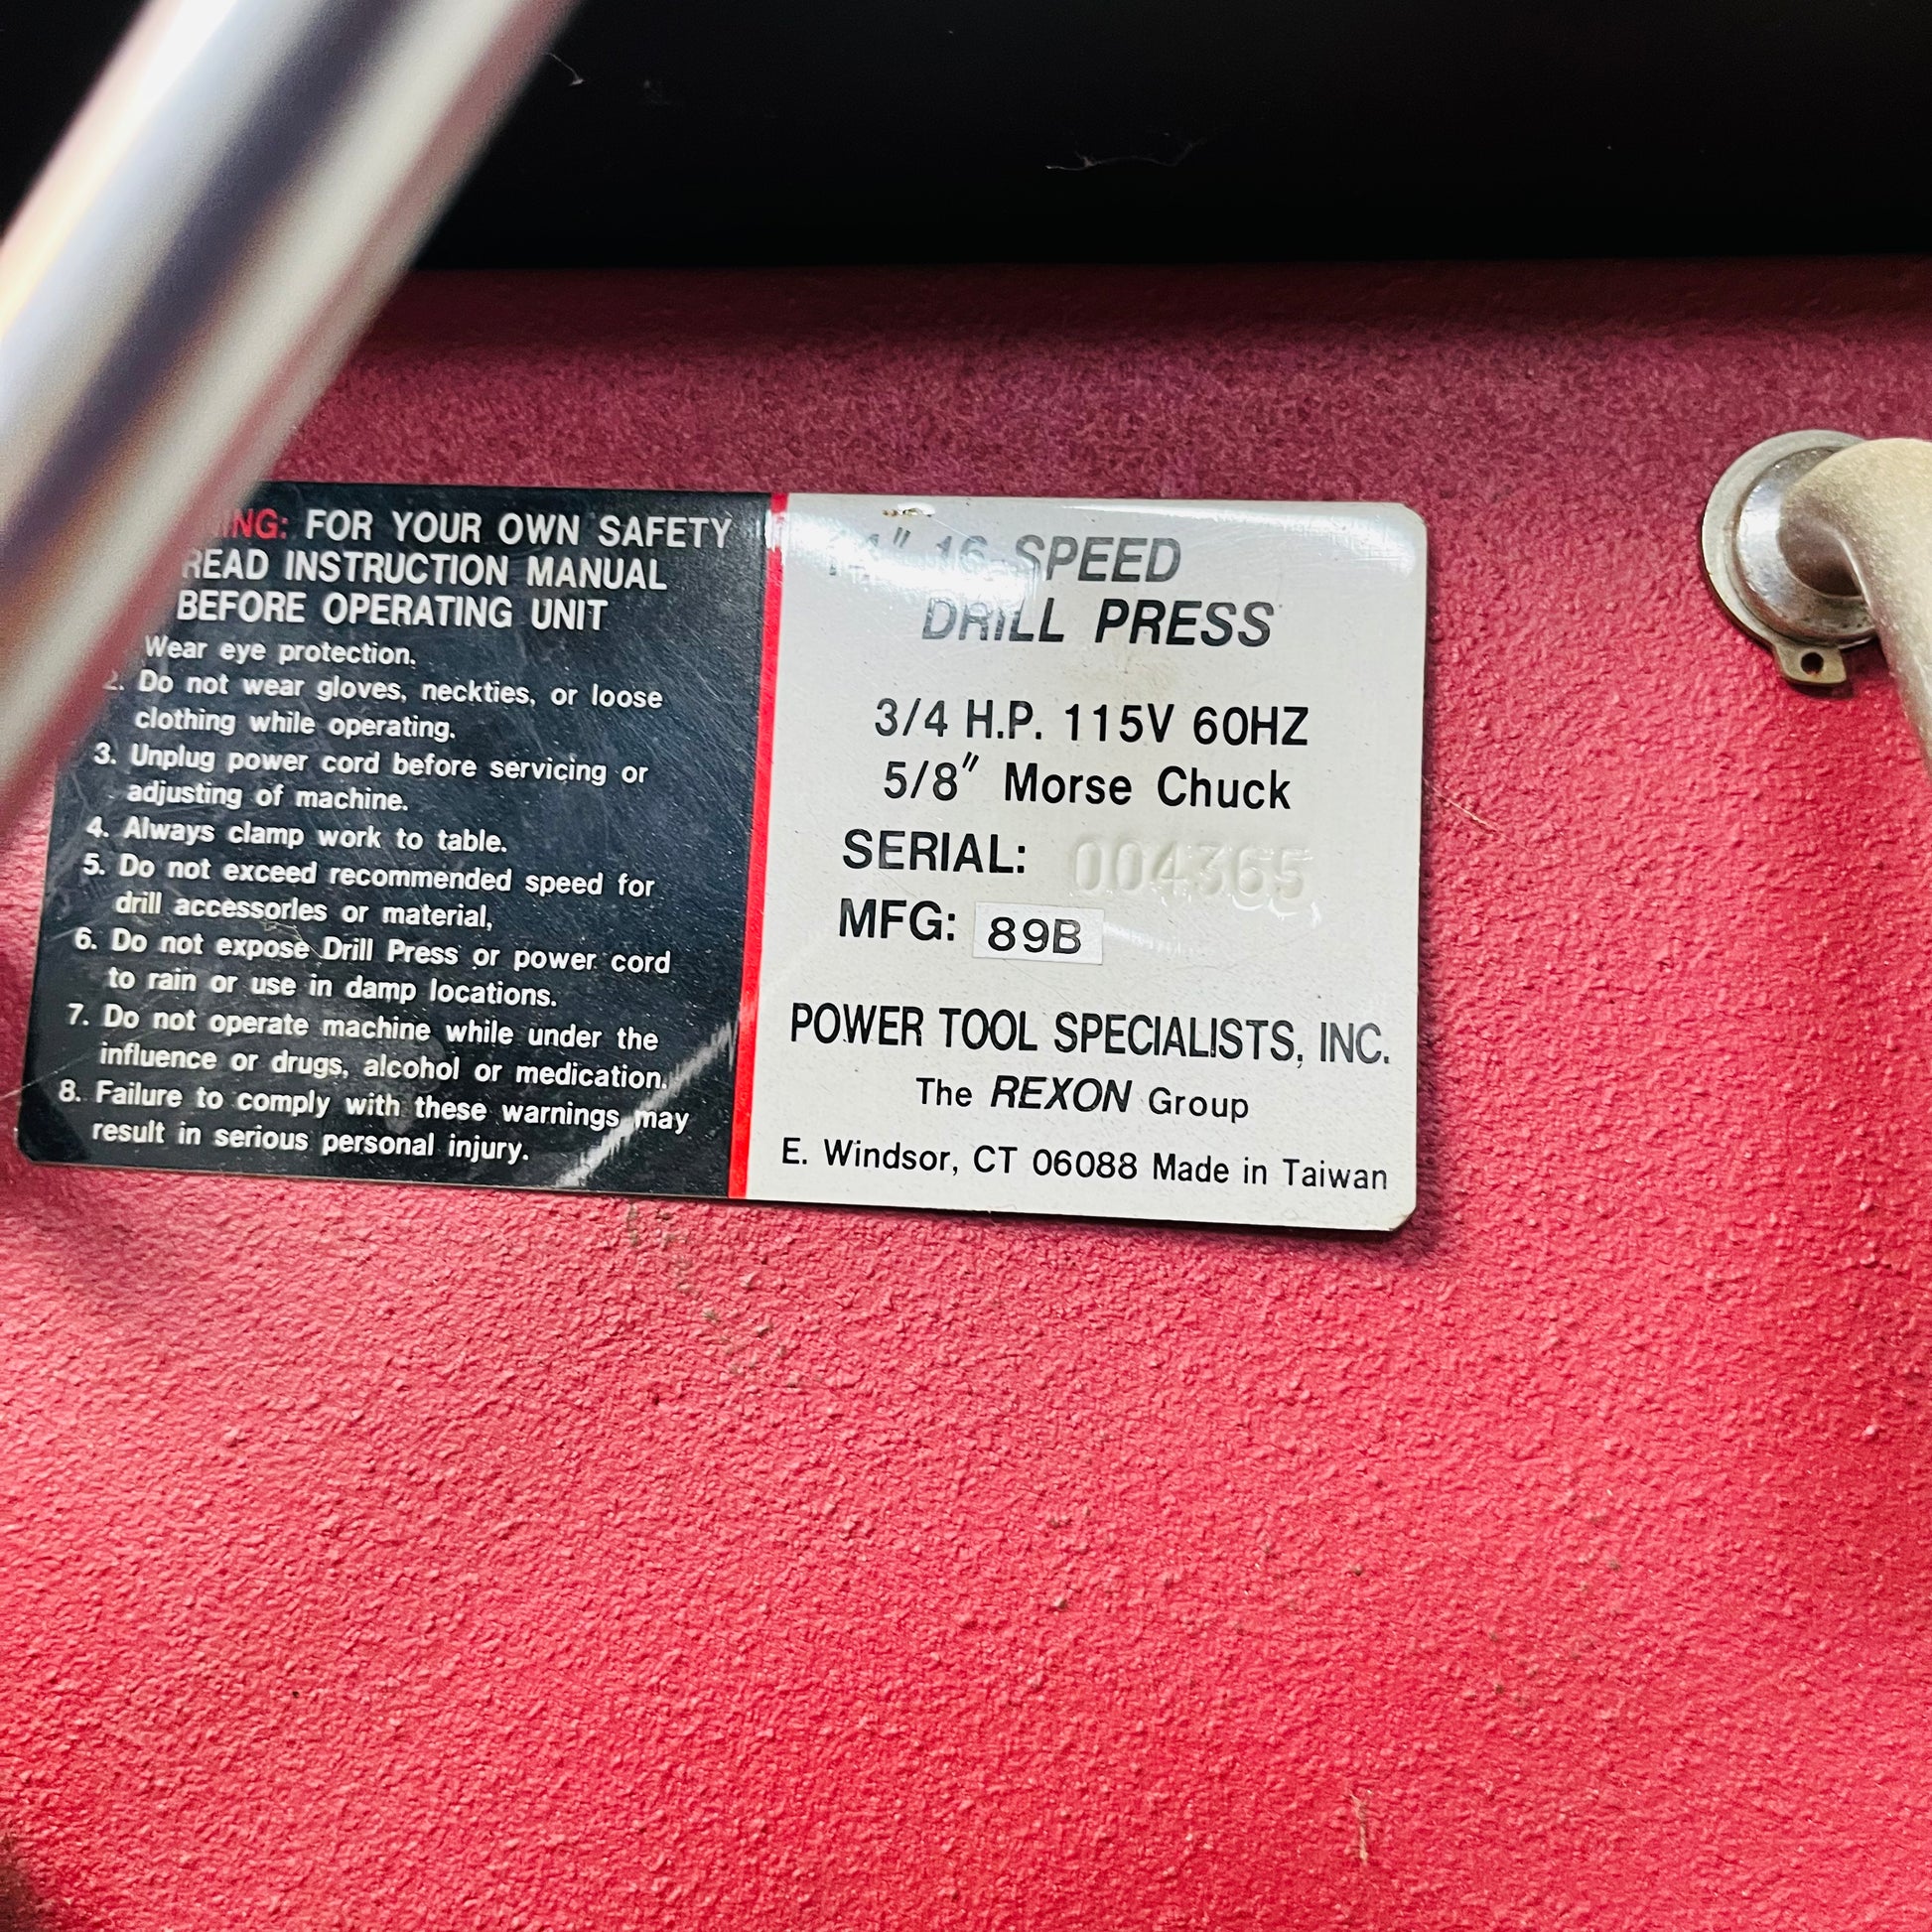 WARNING: FOR YOUR OWN SAFETY
READ INSTRUCTION MANUAL
BEFORE OPERATING UNIT
Wear eye protection.
2. Do not wear gloves, neckties, or loose
clothing while operating.
3. Unplug power cord before servicing or
adjusting of machine.
4. Always clamp work to table.
5. Do not exceed recommended speed for
drill accessories or material,
6. Do not expose Drill Press or power cord
to rain or use in damp locations.
7. Do not operate machine while under the
influence or drugs, alcohol or medication.
8. Failure to comply with these warnings may
result in serious personal injury.
14" 16-SPEED
DRILL PRESS
3/4 H.P. 115V 60HZ
5/8" Morse Chuck
SERIAL: 004365
MFG: 89B
POWER TOOL SPECIALISTS, INC.
The REXON Group
E. Windsor, CT 06088 Made in Taiwan